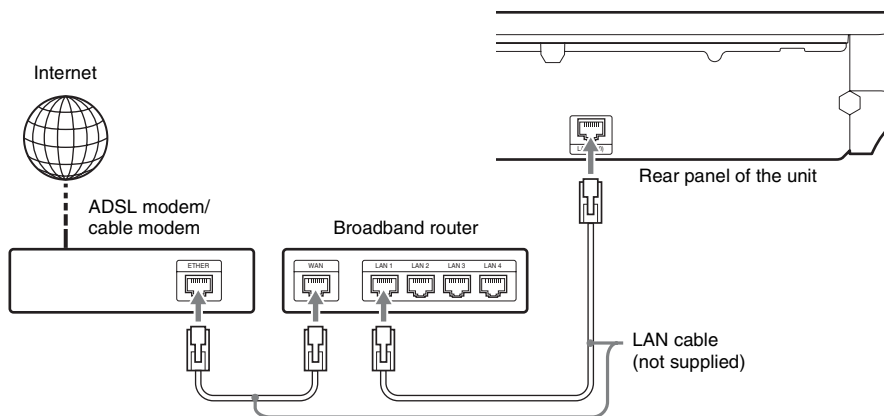 Internet
ADSL modem/
cable modem
Broadband router
Rear panel of the unit
ETHER
WAN
LAN 1
LAN 2
LAN 3
LAN 4
LAN cable
(not supplied)